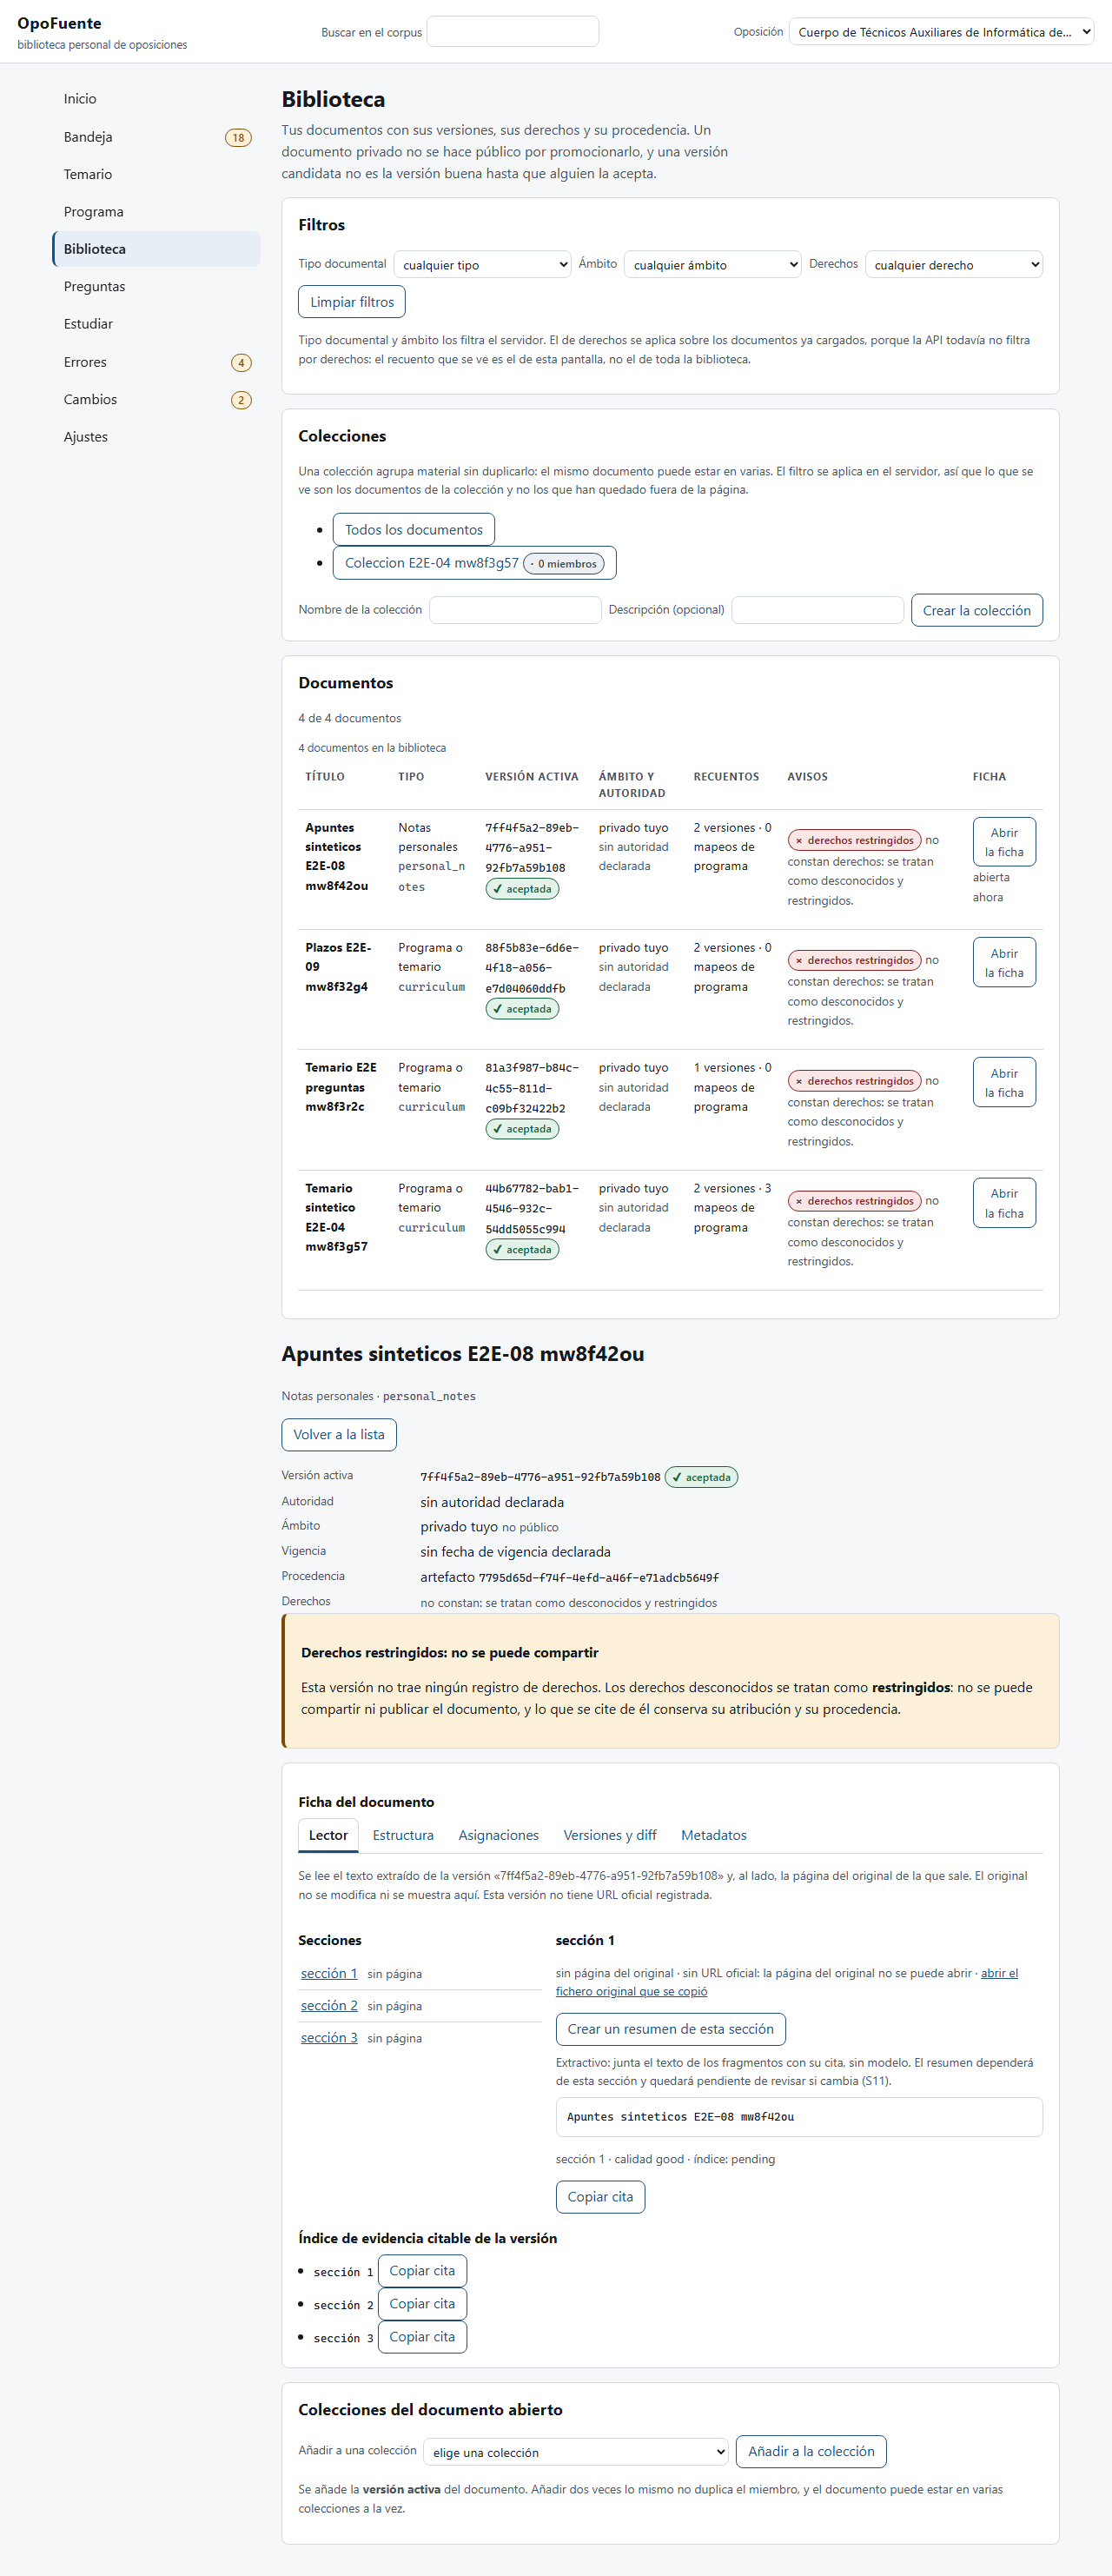 OpoFuente
biblioteca personal de oposiciones
Buscar en el corpus
Oposición
Cuerpo de Técnicos Auxiliares de Informática de...
Inicio
Bandeja
18
Temario
Programa
Biblioteca
Preguntas
Estudiar
Errores
4
Cambios
2
Ajustes
Biblioteca
Tus documentos con sus versiones, sus derechos y su procedencia. Un
documento privado no se hace público por promocionarlo, y una versión
candidata no es la versión buena hasta que alguien la acepta.
Filtros
Tipo documental cualquier tipo Ámbito cualquier ámbito Derechos cualquier derecho
Limpiar filtros
Tipo documental y ámbito los filtra el servidor. El de derechos se aplica sobre los documentos ya cargados, porque la API todavía no filtra
por derechos: el recuento que se ve es el de esta pantalla, no el de toda la biblioteca.
Colecciones
Una colección agrupa material sin duplicarlo: el mismo documento puede estar en varias. El filtro se aplica en el servidor, así que lo que se
ve son los documentos de la colección y no los que han quedado fuera de la página.
• Todos los documentos
• Coleccion E2E-04 mw8f3g57 · 0 miembros
Nombre de la colección Descripción (opcional) Crear la colección
Documentos
4 de 4 documentos
4 documentos en la biblioteca
TÍTULO
TIPO
VERSIÓN ACTIVA
ÁMBITO Y
AUTORIDAD
RECUENTOS
AVISOS
FICHA
Apuntes
sinteticos
E2E-08
mw8f42ou
Notas
personales
personal_n
otes
7ff4f5a2-89eb-
4776-a951-
92fb7a59b108
✔ aceptada
privado tuyo
sin autoridad
declarada
2 versiones · 0
mapeos de
programa
× derechos restringidos no
constan derechos: se tratan
como desconocidos y
restringidos.
Abrir
la ficha
abierta
ahora
Plazos E2E-
09
mw8f32g4
Programa o
temario
curriculum
88f5b83e-6d6e-
4f18-a056-
e7d04060ddfb
✔ aceptada
privado tuyo
sin autoridad
declarada
2 versiones · 0
mapeos de
programa
× derechos restringidos no
constan derechos: se tratan
como desconocidos y
restringidos.
Abrir
la ficha
Temario E2E
preguntas
mw8f3r2c
Programa o
temario
curriculum
81a3f987-b84c-
4c55-811d-
c09bf32422b2
✔ aceptada
privado tuyo
sin autoridad
declarada
1 versiones · 0
mapeos de
programa
× derechos restringidos no
constan derechos: se tratan
como desconocidos y
restringidos.
Abrir
la ficha
Temario
sintetico
E2E-04
mw8f3g57
Programa o
temario
curriculum
44b67782-bab1-
4546-932c-
54dd5055c994
✔ aceptada
privado tuyo
sin autoridad
declarada
2 versiones · 3
mapeos de
programa
× derechos restringidos no
constan derechos: se tratan
como desconocidos y
restringidos.
Abrir
la ficha
Apuntes sinteticos E2E-08 mw8f42ou
Notas personales · personal_notes
Volver a la lista
Versión activa 7ff4f5a2-89eb-4776-a951-92fb7a59b108 ✔ aceptada
Autoridad sin autoridad declarada
Ámbito privado tuyo no público
Vigencia sin fecha de vigencia declarada
Procedencia artefacto 7795d65d-f74f-4efd-a46f-e71adcb5649f
Derechos no constan: se tratan como desconocidos y restringidos
Derechos restringidos: no se puede compartir
Esta versión no trae ningún registro de derechos. Los derechos desconocidos se tratan como restringidos: no se puede
compartir ni publicar el documento, y lo que se cite de él conserva su atribución y su procedencia.
Ficha del documento
Lector Estructura Asignaciones Versiones y diff Metadatos
Se lee el texto extraído de la versión «7ff4f5a2-89eb-4776-a951-92fb7a59b108» y, al lado, la página del original de la que sale. El original
no se modifica ni se muestra aquí. Esta versión no tiene URL oficial registrada.
Secciones
sección 1 sin página
sección 2 sin página
sección 3 sin página
sección 1
sin página del original · sin URL oficial: la página del original no se puede abrir · abrir el
fichero original que se copió
Crear un resumen de esta sección
Extractivo: junta el texto de los fragmentos con su cita, sin modelo. El resumen dependerá
de esta sección y quedará pendiente de revisar si cambia (S11).
Apuntes sinteticos E2E-08 mw8f42ou
sección 1 · calidad good · índice: pending
Copiar cita
Índice de evidencia citable de la versión
• sección 1 Copiar cita
• sección 2 Copiar cita
• sección 3 Copiar cita
Colecciones del documento abierto
Añadir a una colección elige una colección Añadir a la colección
Se añade la versión activa del documento. Añadir dos veces lo mismo no duplica el miembro, y el documento puede estar en varias
colecciones a la vez.